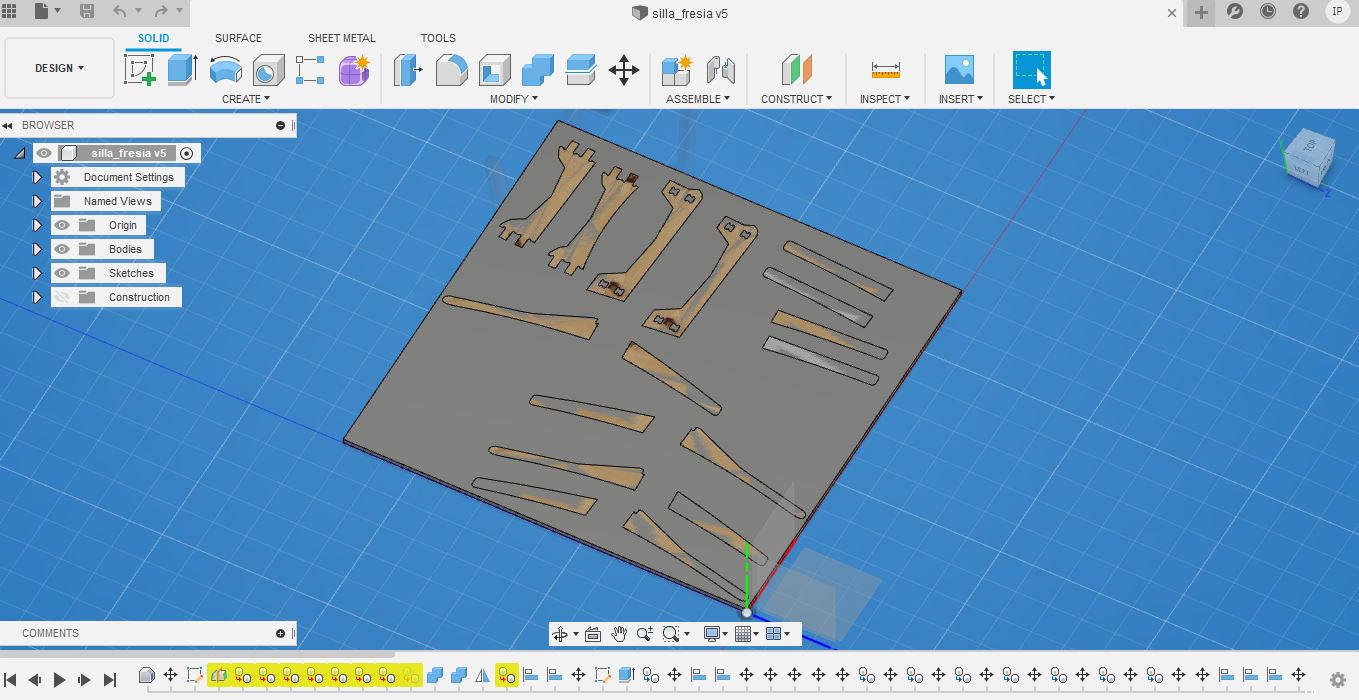 silla_fresia v5
IP
SOLID SURFACE SHEET METAL TOOLS
DESIGN
CREATE MODIFY ASSEMBLE CONSTRUCT INSPECT INSERT SELECT
BROWSER
silla_fresia v5
Document Settings
Named Views
Origin
Bodies
Sketches
Construction
TOP
LEFT
Z
COMMENTS